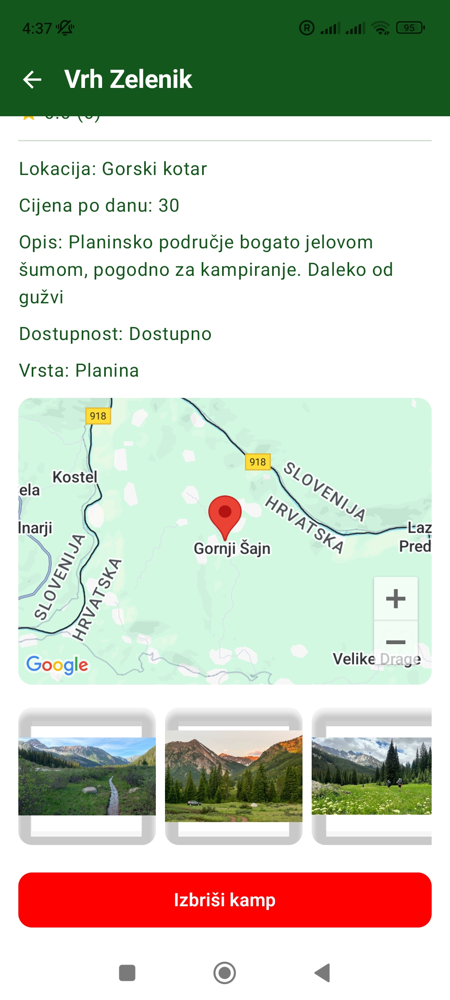 4:37
R
95
Vrh Zelenik
Lokacija: Gorski kotar
Cijena po danu: 30
Opis: Planinsko područje bogato jelovom
šumom, pogodno za kampiranje. Daleko od
gužvi
Dostupnost: Dostupno
Vrsta: Planina
918
918
SLOVENIJA
Kostel
ela
HRVATSKA
lnarji
Laz
Pred
Gornji Šajn
SLOVENIJA
HRVATSKA
+
−
Velike Drage
Google
Izbriši kamp